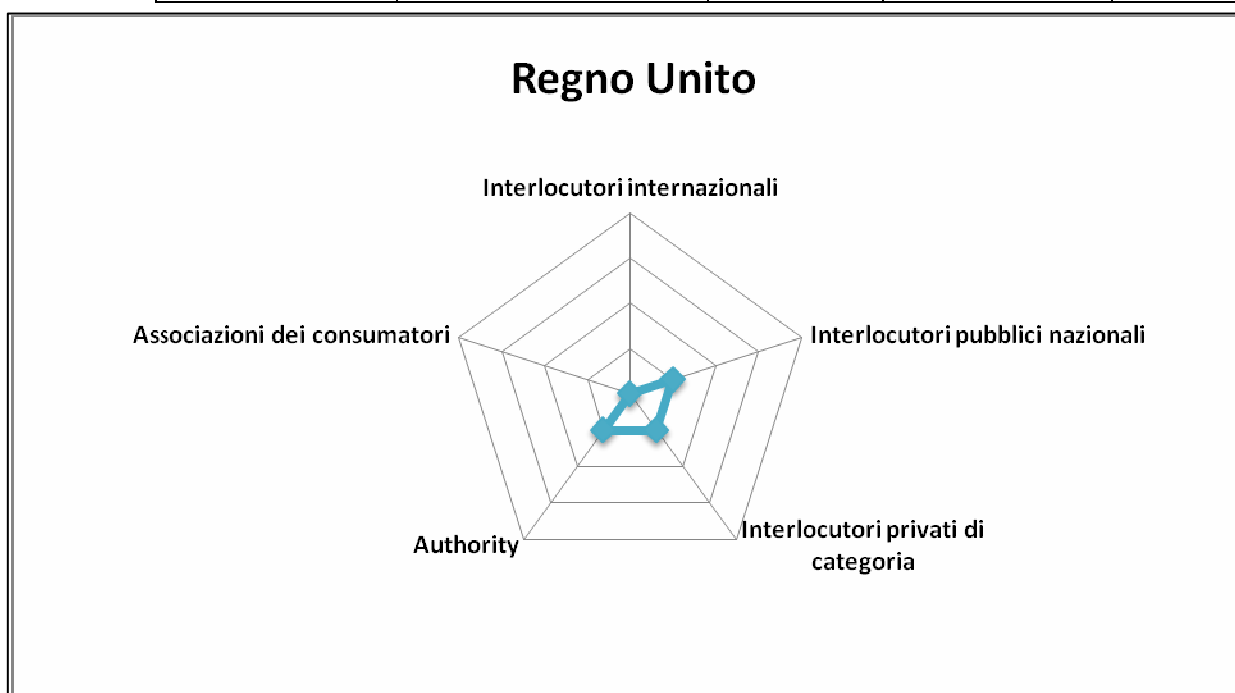 Regno Unito
Interlocutori internazionali
Associazioni dei consumatori
Interlocutori pubblici nazionali
Authority
Interlocutori privati di
categoria